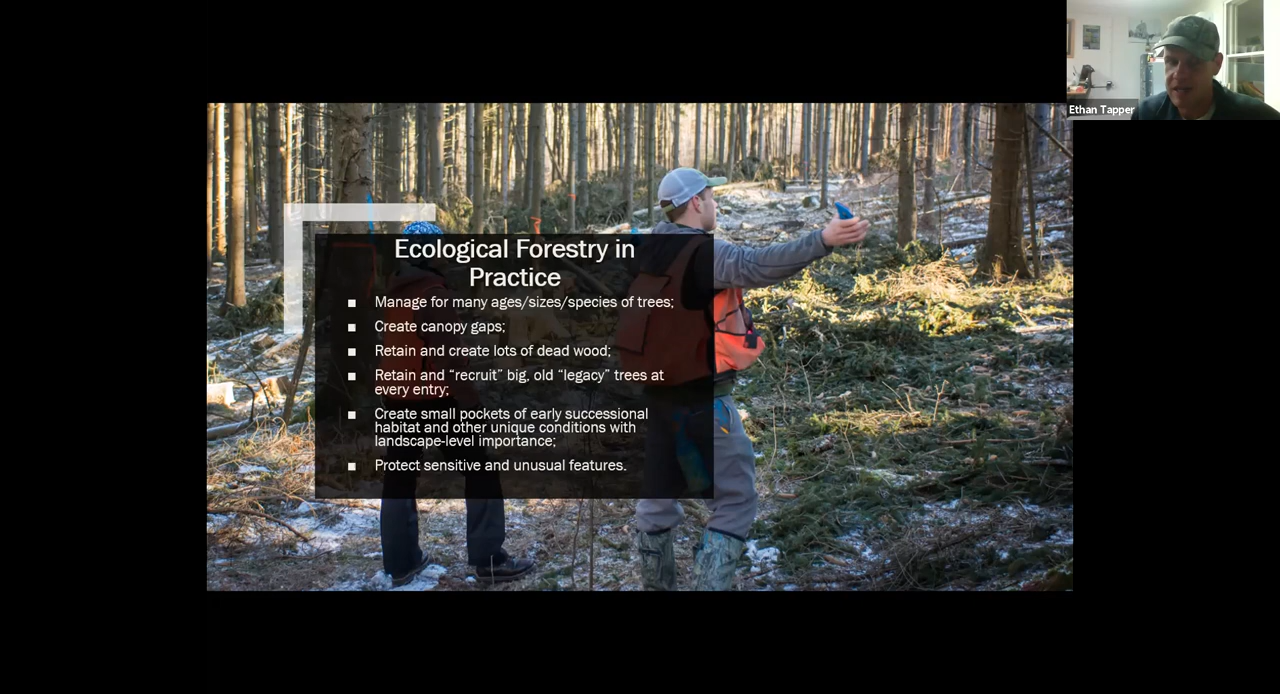 Ethan Tapper
Ecological Forestry in
Practice
Manage for many ages/sizes/species of trees;
Create canopy gaps;
Retain and create lots of dead wood;
Retain and “recruit” big, old “legacy” trees at
every entry;
Create small pockets of early successional
habitat and other unique conditions with
landscape-level importance;
Protect sensitive and unusual features.